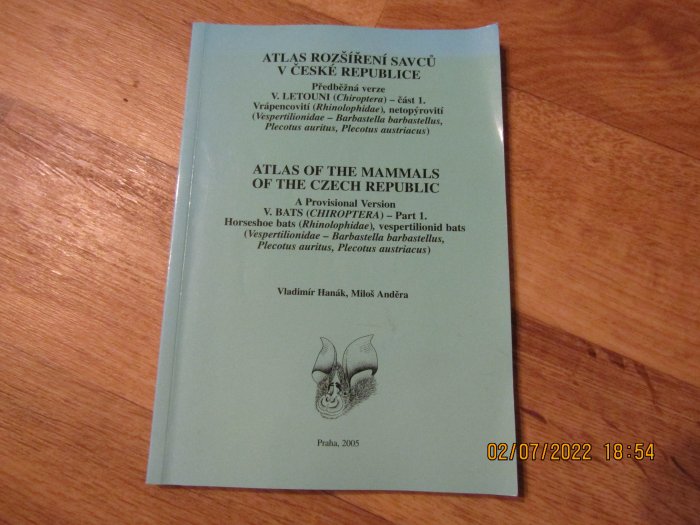 ATLAS ROZŠÍŘENÍ SAVCŮ
V ČESKÉ REPUBLICE
Předběžná verze
V. LETOUNI (Chiroptera) – část 1.
Vrápencovití (Rhinolophidae), netopýrovití
(Vespertilionidae – Barbastella barbastellus,
Plecotus auritus, Plecotus austriacus)
ATLAS OF THE MAMMALS
OF THE CZECH REPUBLIC
A Provisional Version
V. BATS (CHIROPTERA) – Part 1.
Horseshoe bats (Rhinolophidae), vespertilionid bats
(Vespertilionidae – Barbastella barbastellus,
Plecotus auritus, Plecotus austriacus)
Vladimír Hanák, Miloš Anděra
Praha, 2005
02/07/2022 18:54